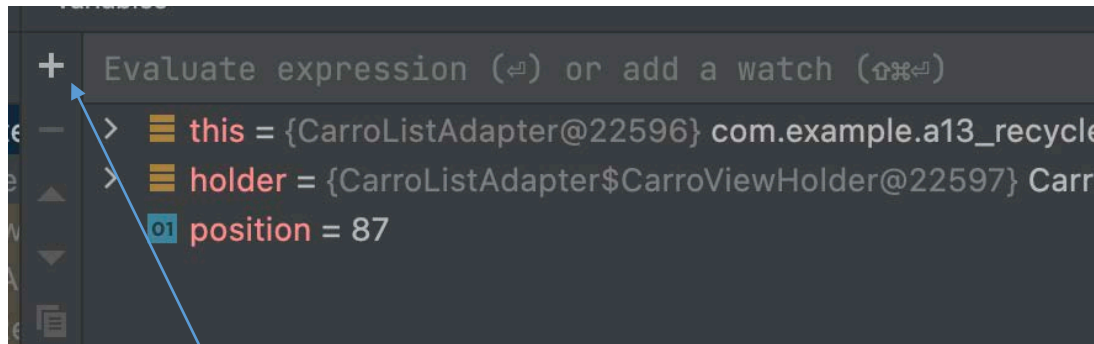 + Evaluate expression (⏎) or add a watch (⇧⌘⏎)
this = {CarroListAdapter@22596} com.example.a13_recycle
holder = {CarroListAdapter$CarroViewHolder@22597} Carr
01 position = 87